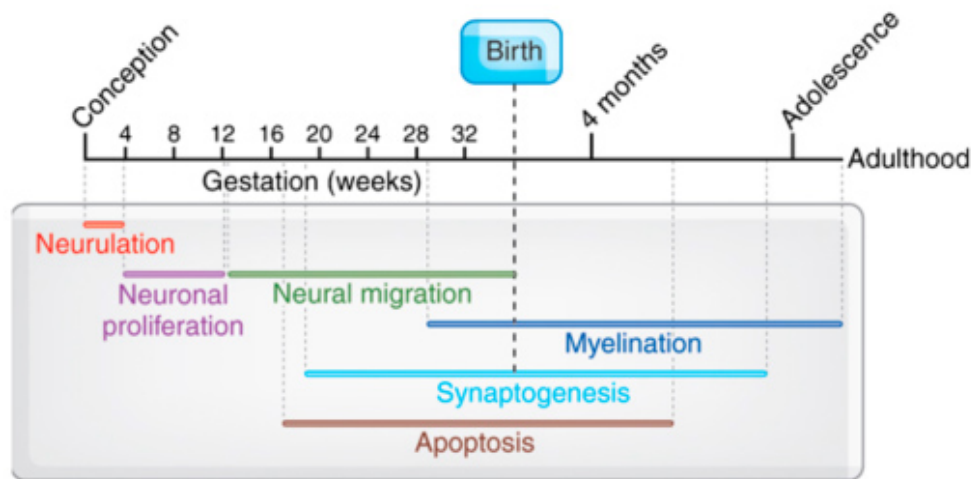 Conception
Birth
4 months
Adolescence
4 8 12 16 20 24 28 32
Adulthood
Gestation (weeks)
Neurulation
Neuronal
proliferation
Neural migration
Myelination
Synaptogenesis
Apoptosis